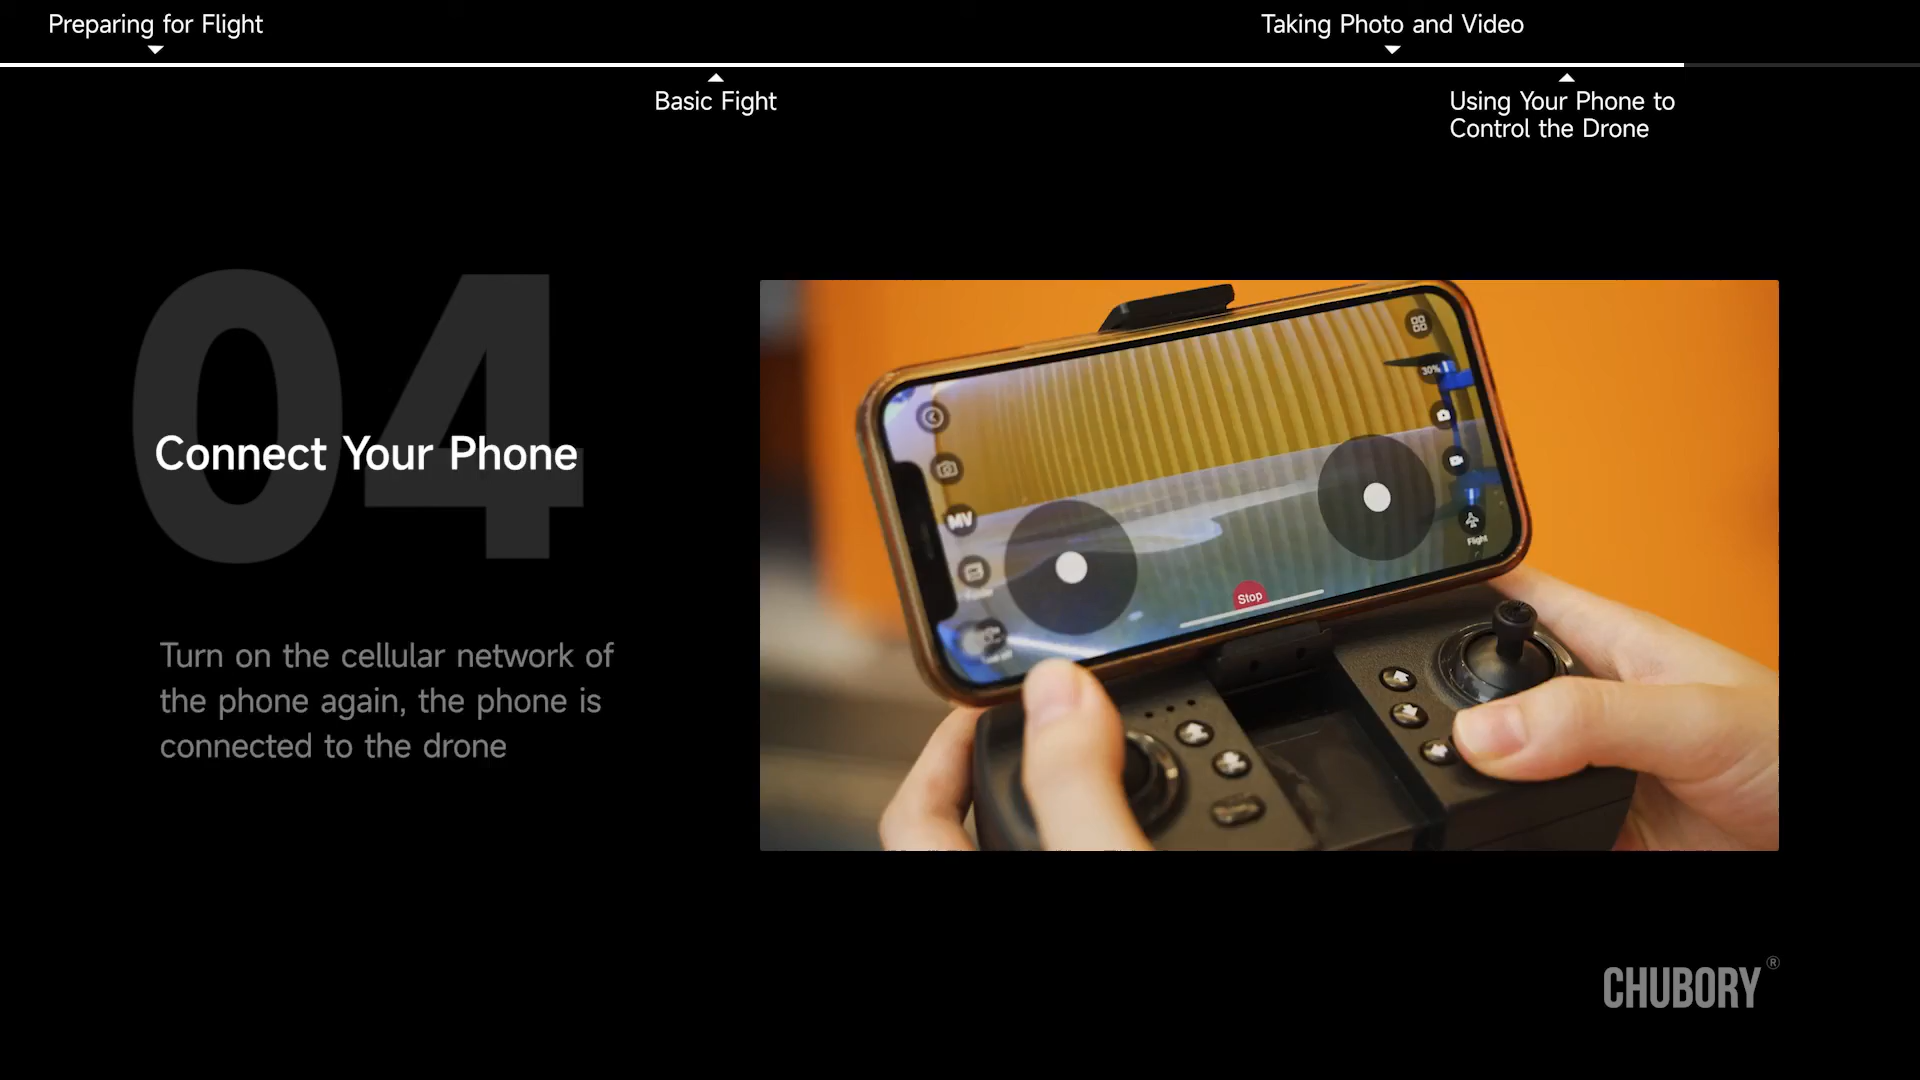 Preparing for Flight
Taking Photo and Video
Basic Fight
Using Your Phone to
Control the Drone
04
Connect Your Phone
Turn on the cellular network of
the phone again, the phone is
connected to the drone
30%
MV
Flight
Stop
CHUBORY®